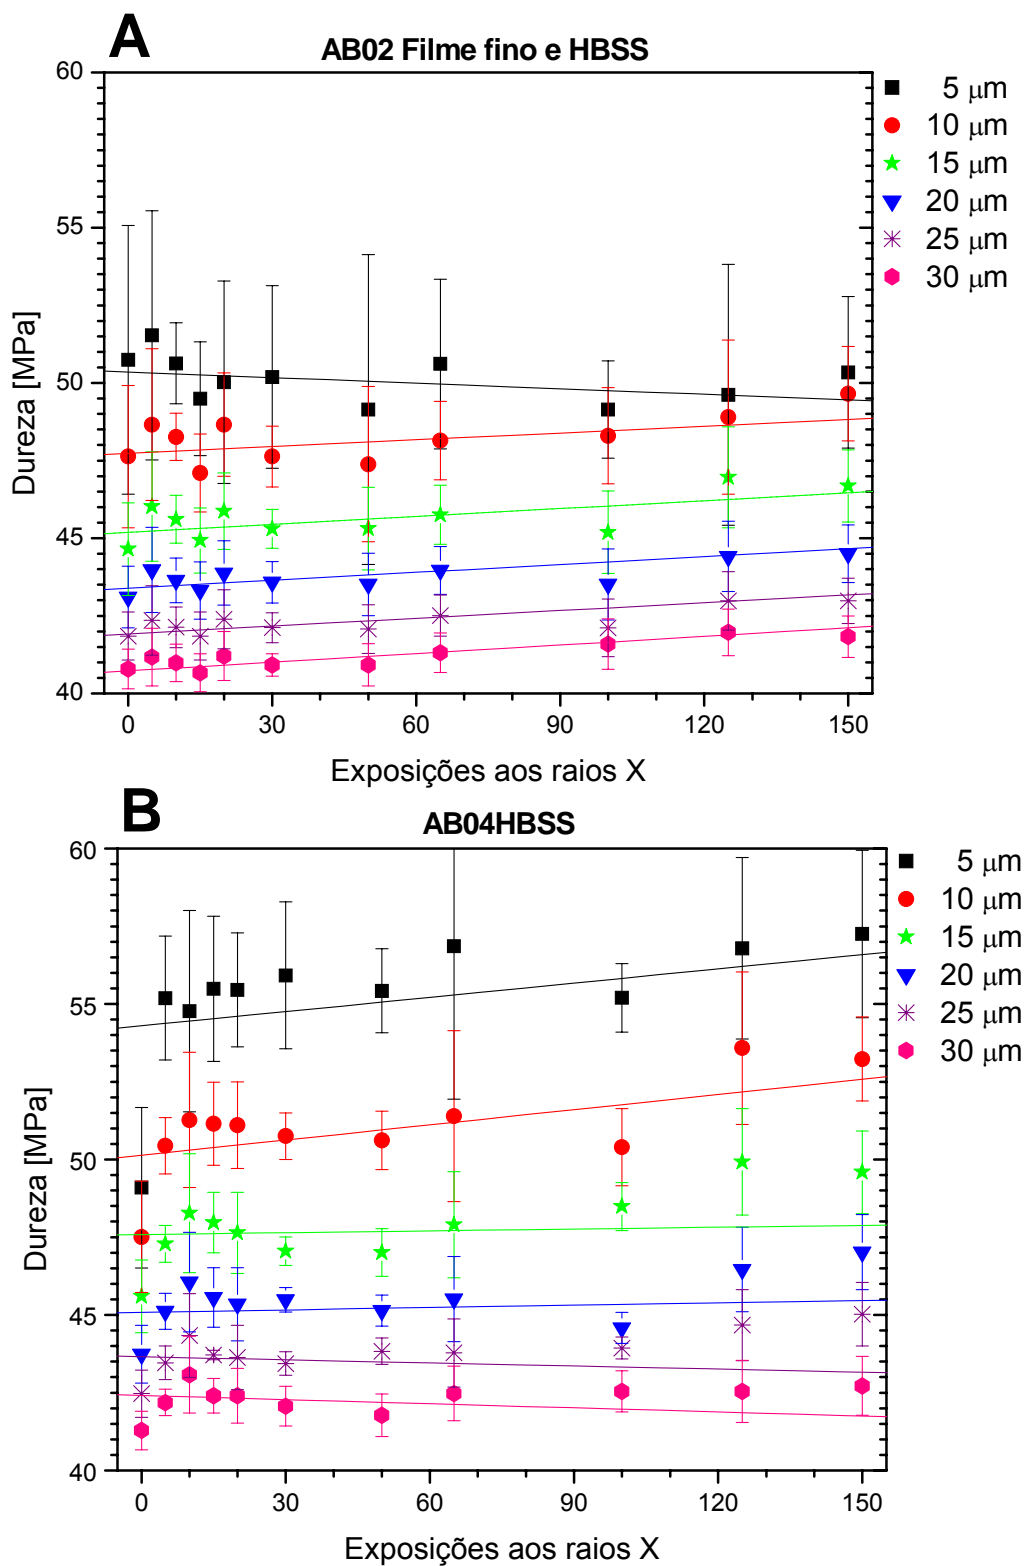 A
AB02 Filme fino e HBSS
60
55
50
45
40
Dureza [MPa]
0 30 60 90 120 150
Exposições aos raios X
5 μm
10 μm
15 μm
20 μm
25 μm
30 μm
B
AB04HBSS
60
55
50
45
40
Dureza [MPa]
0 30 60 90 120 150
Exposições aos raios X
5 μm
10 μm
15 μm
20 μm
25 μm
30 μm